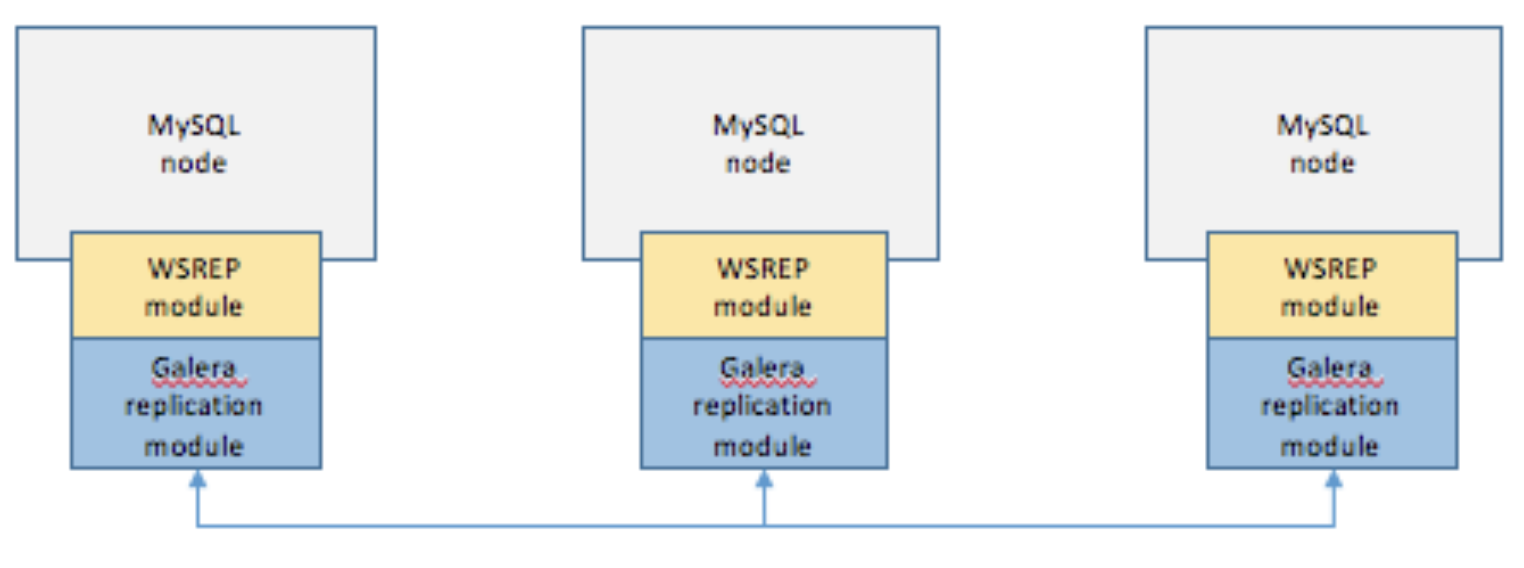 MySQL
node
WSREP
module
Galera
replication
module
MySQL
node
WSREP
module
Galera
replication
module
MySQL
node
WSREP
module
Galera
replication
module